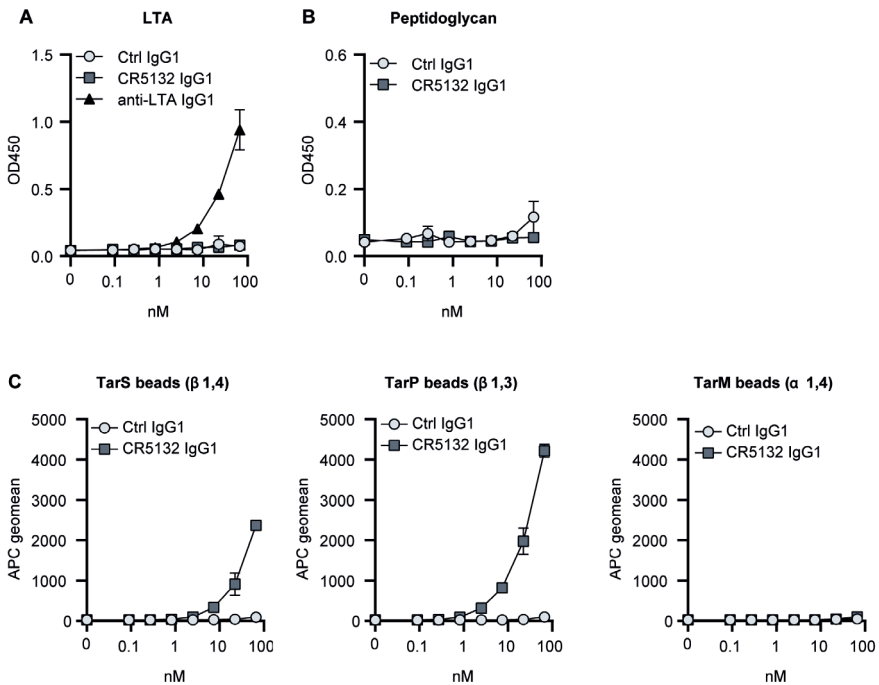 A
LTA
Ctrl IgG1
CR5132 IgG1
anti-LTA IgG1
OD450
1.5
1.0
0.5
0.0
0 0.1 1 10 100
nM
B
Peptidoglycan
Ctrl IgG1
CR5132 IgG1
OD450
0.6
0.4
0.2
0.0
0 0.1 1 10 100
nM
C
TarS beads (β 1,4)
Ctrl IgG1
CR5132 IgG1
APC geomean
5000
4000
3000
2000
1000
0
0 0.1 1 10 100
nM
TarP beads (β 1,3)
Ctrl IgG1
CR5132 IgG1
APC geomean
5000
4000
3000
2000
1000
0
0 0.1 1 10 100
nM
TarM beads (α 1,4)
Ctrl IgG1
CR5132 IgG1
APC geomean
5000
4000
3000
2000
1000
0
0 0.1 1 10 100
nM